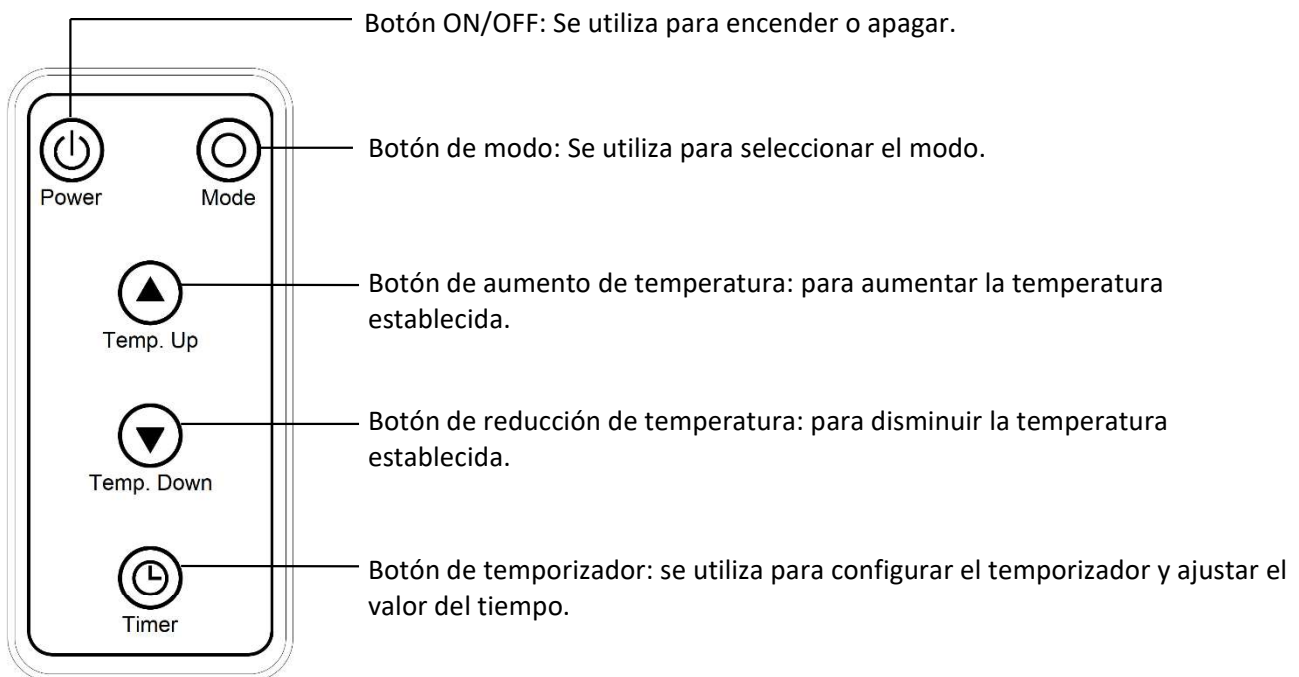 Botón ON/OFF: Se utiliza para encender o apagar.
Power
Mode
Botón de modo: Se utiliza para seleccionar el modo.
Botón de aumento de temperatura: para aumentar la temperatura
establecida.
Temp. Up
Botón de reducción de temperatura: para disminuir la temperatura
establecida.
Temp. Down
Botón de temporizador: se utiliza para configurar el temporizador y ajustar el
valor del tiempo.
Timer